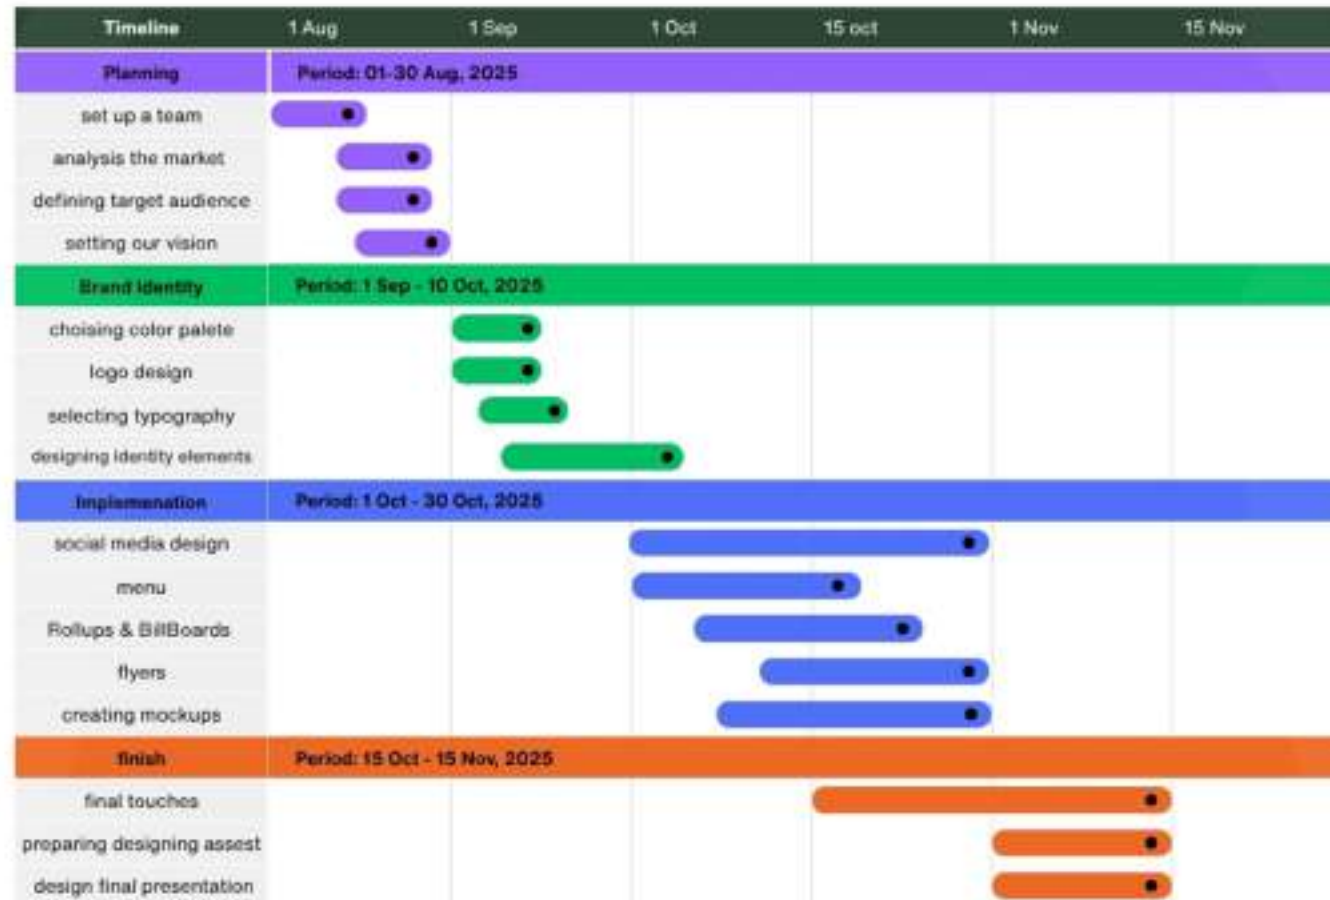 Timeline 1 Aug 1 Sep 1 Oct 15 oct 1 Nov 15 Nov
Planning Period: 01-30 Aug, 2025
set up a team
analysis the market
defining target audience
setting our vision
Brand identity Period: 1 Sep - 10 Oct, 2025
choising color palete
logo design
selecting typography
designing identity elements
Implemenation Period: 1 Oct - 30 Oct, 2025
social media design
menu
Rollups & BillBoards
flyers
creating mockups
finish Period: 15 Oct - 15 Nov, 2025
final touches
preparing designing assest
design final presentation